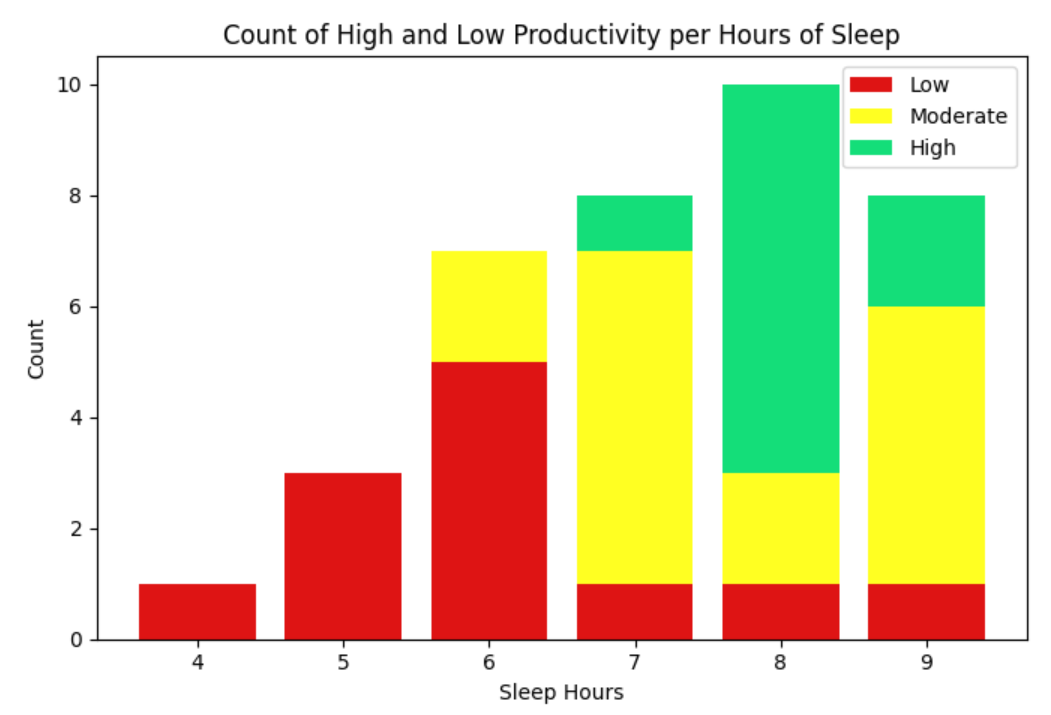 Count of High and Low Productivity per Hours of Sleep
Low
Moderate
High
10
8
6
4
2
0
Count
4 5 6 7 8 9
Sleep Hours